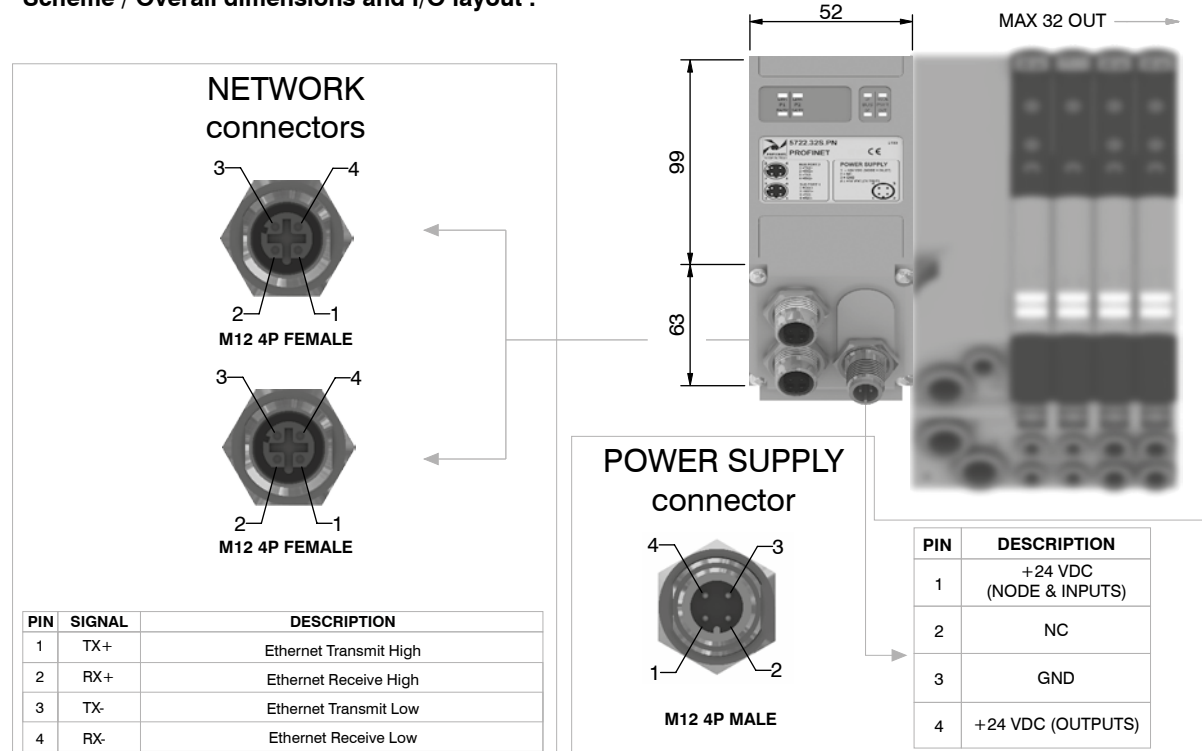 Scheme / Overall dimensions and I/O layout :
52
MAX 32 OUT
99
63
5722.32S.PN
PROFINET
CE
POWER SUPPLY
NETWORK
connectors
3
4
2
1
M12 4P FEMALE
3
4
2
1
M12 4P FEMALE
PIN SIGNAL DESCRIPTION
1 TX+ Ethernet Transmit High
2 RX+ Ethernet Receive High
3 TX- Ethernet Transmit Low
4 RX- Ethernet Receive Low
POWER SUPPLY
connector
4
3
1
2
M12 4P MALE
PIN DESCRIPTION
1 +24 VDC
(NODE & INPUTS)
2 NC
3 GND
4 +24 VDC (OUTPUTS)